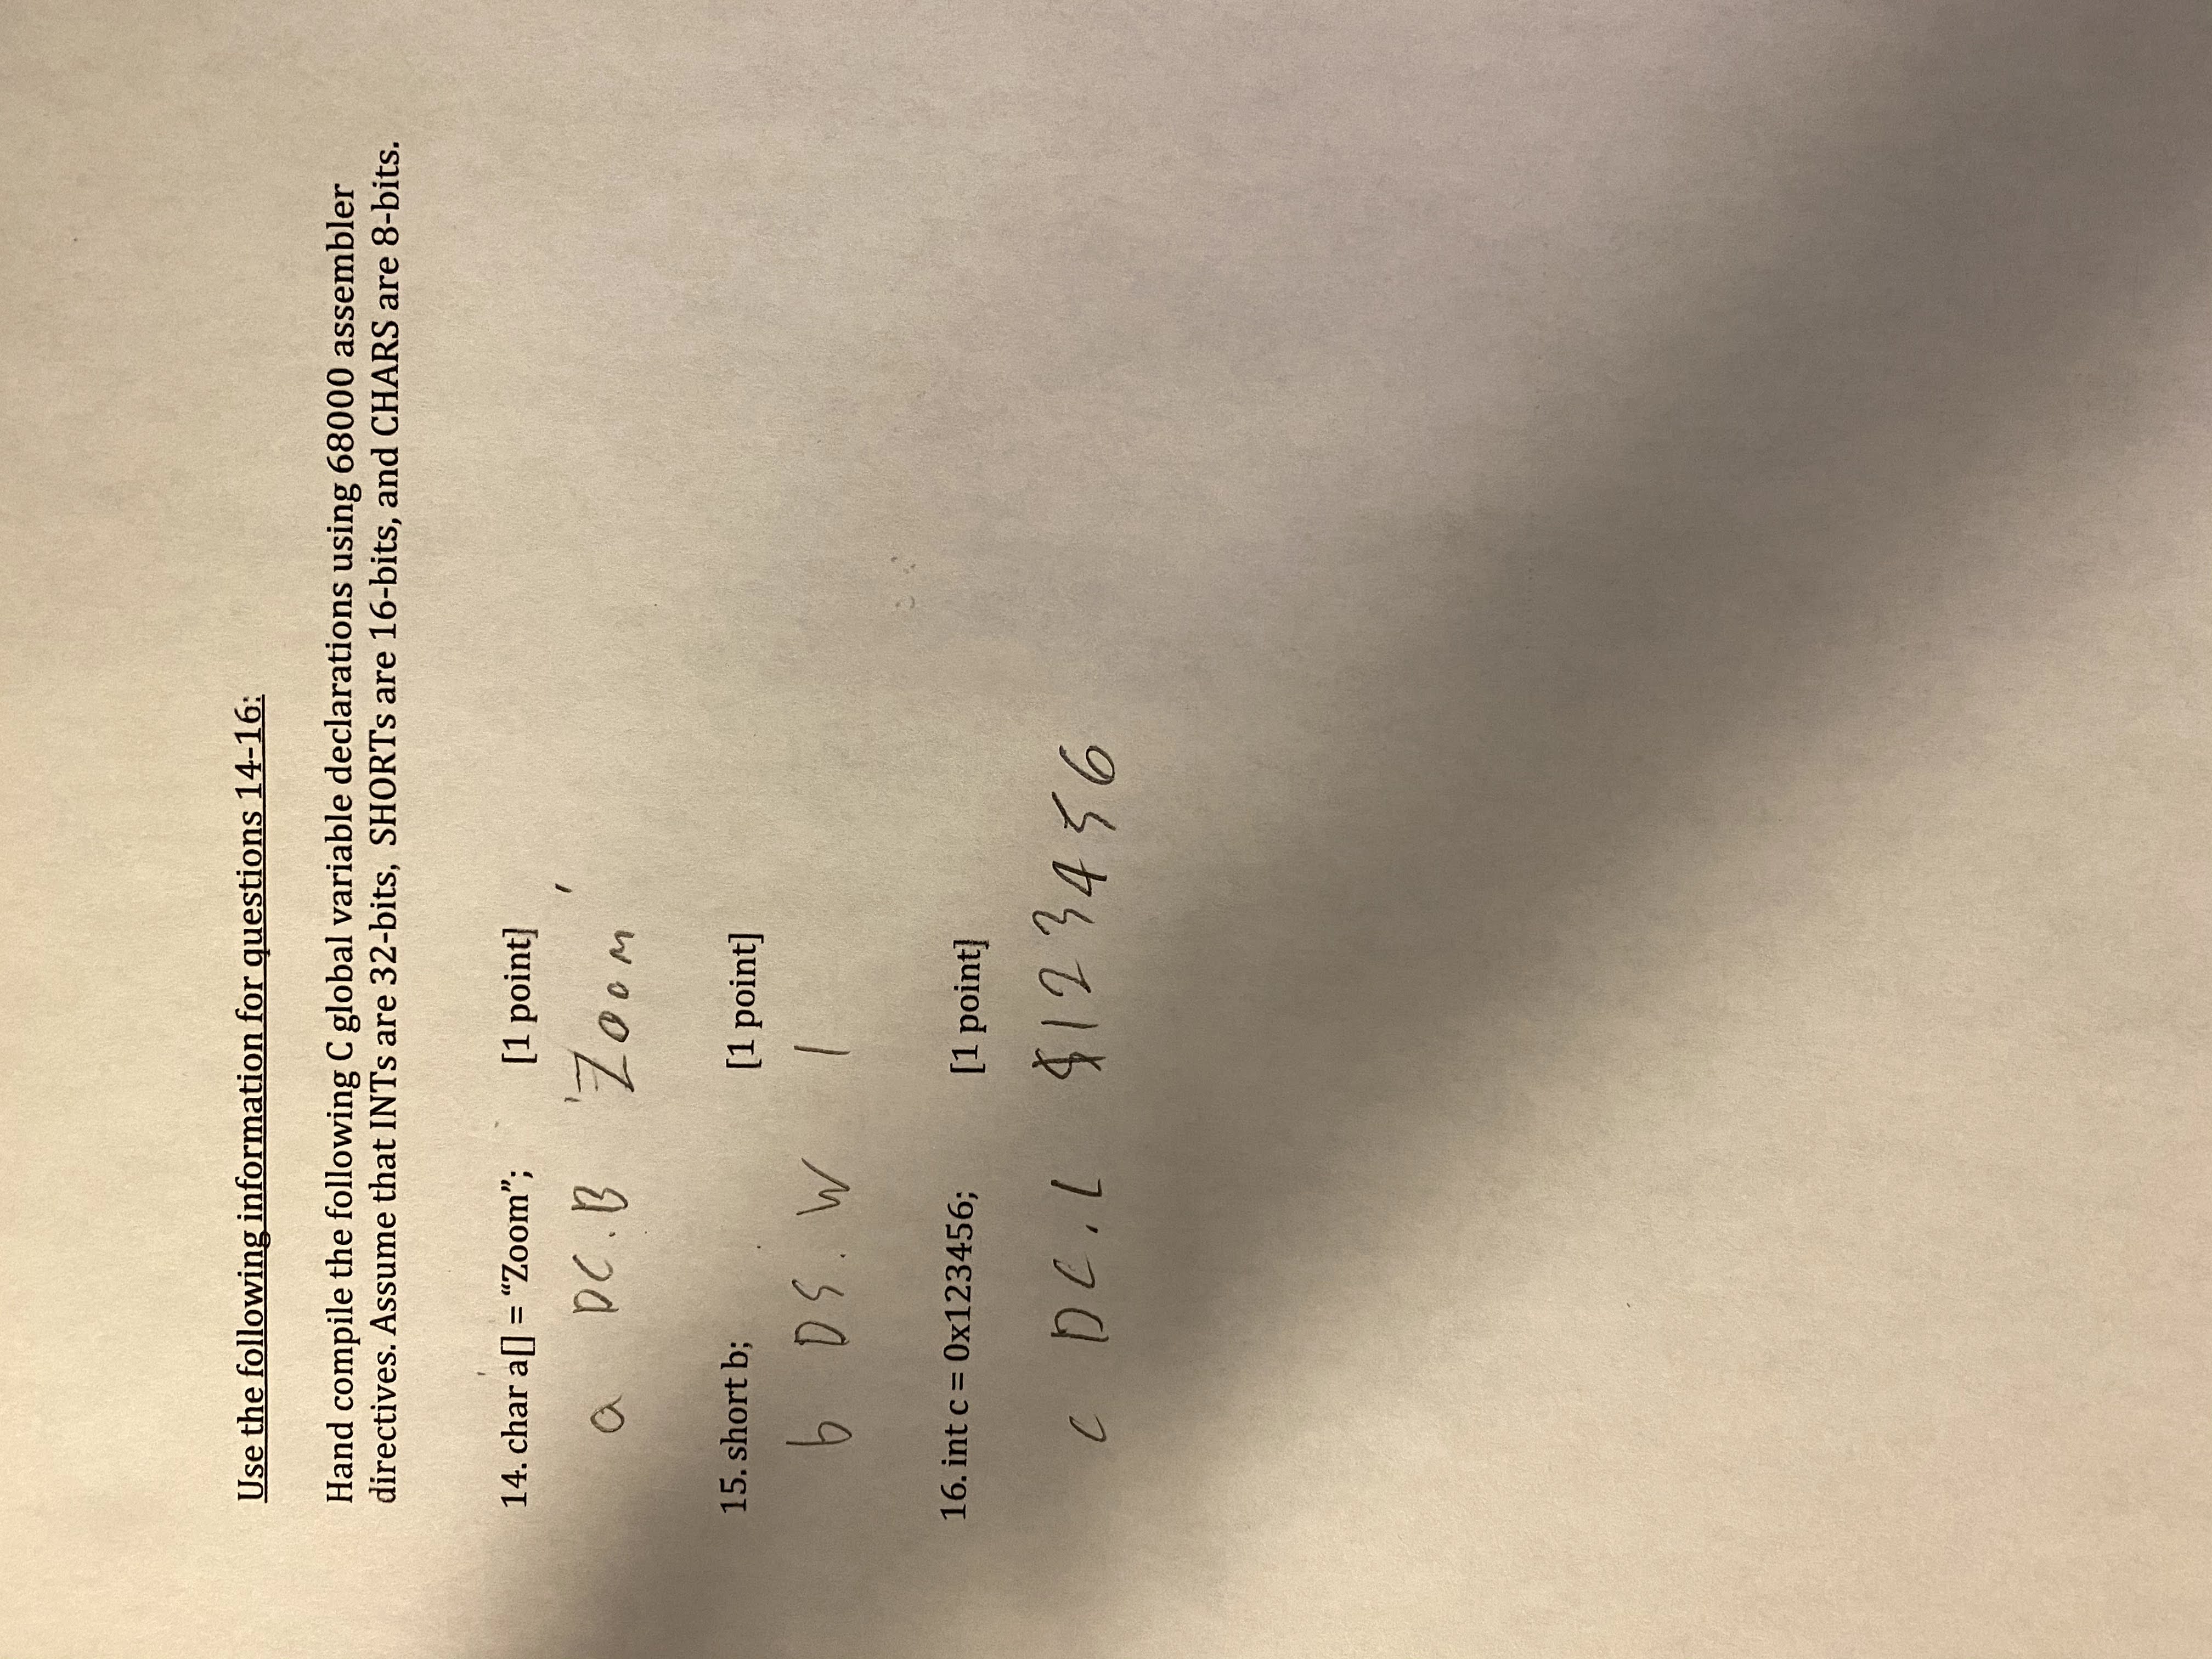 Use the following information for questions 14-16:
Hand compile the following C global variable declarations using 68000 assembler
directives. Assume that INTs are 32-bits, SHORTs are 16-bits, and CHARS are 8-bits.
14. char a[] = “Zoom”; [1 point]
a DC.B 'Zoom'
15. short b; [1 point]
b DS.W 1
16. int c = 0x123456; [1 point]
c DC.L $123456